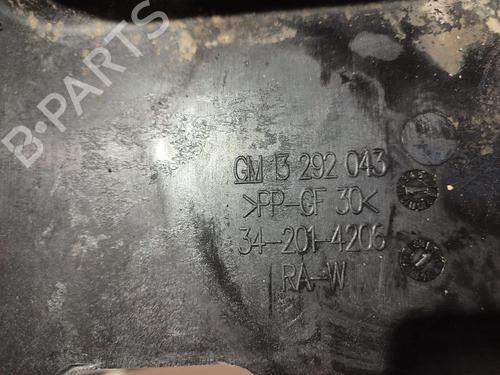 B-PARTS
GM 13 292 043
>PP-GF 30<
34-201-4206
RA-W